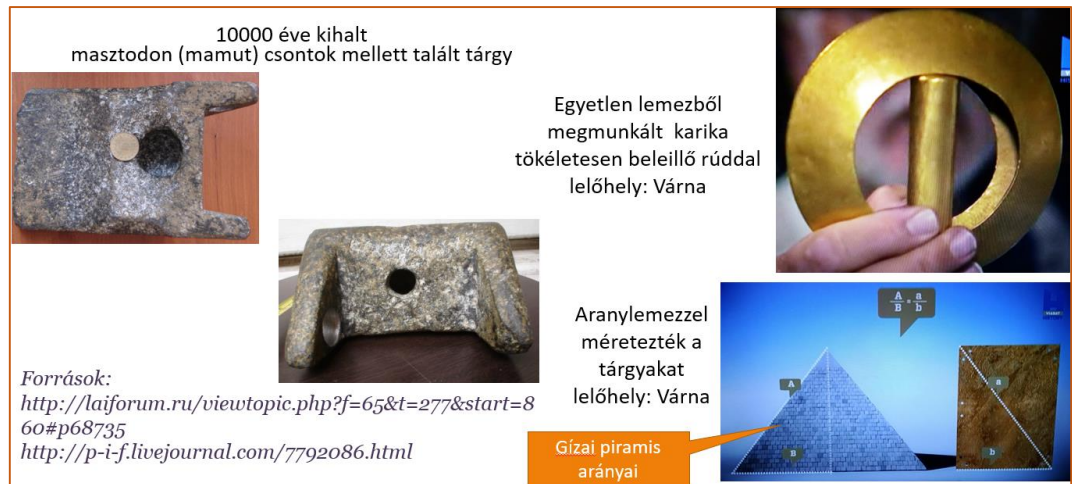 10000 éve kihalt
masztodon (mamut) csontok mellett talált tárgy
Egyetlen lemezből
megmunkált karika
tökéletesen beleillő rúddal
lelőhely: Várna
Aranylemezzel
méretezték a
tárgyakat
lelőhely: Várna
A a
B = b
A
B
a
b
Gízai piramis
arányai
Források:
http://laiforum.ru/viewtopic.php?f=65&t=277&start=8
60#p68735
http://p-i-f.livejournal.com/7792086.html